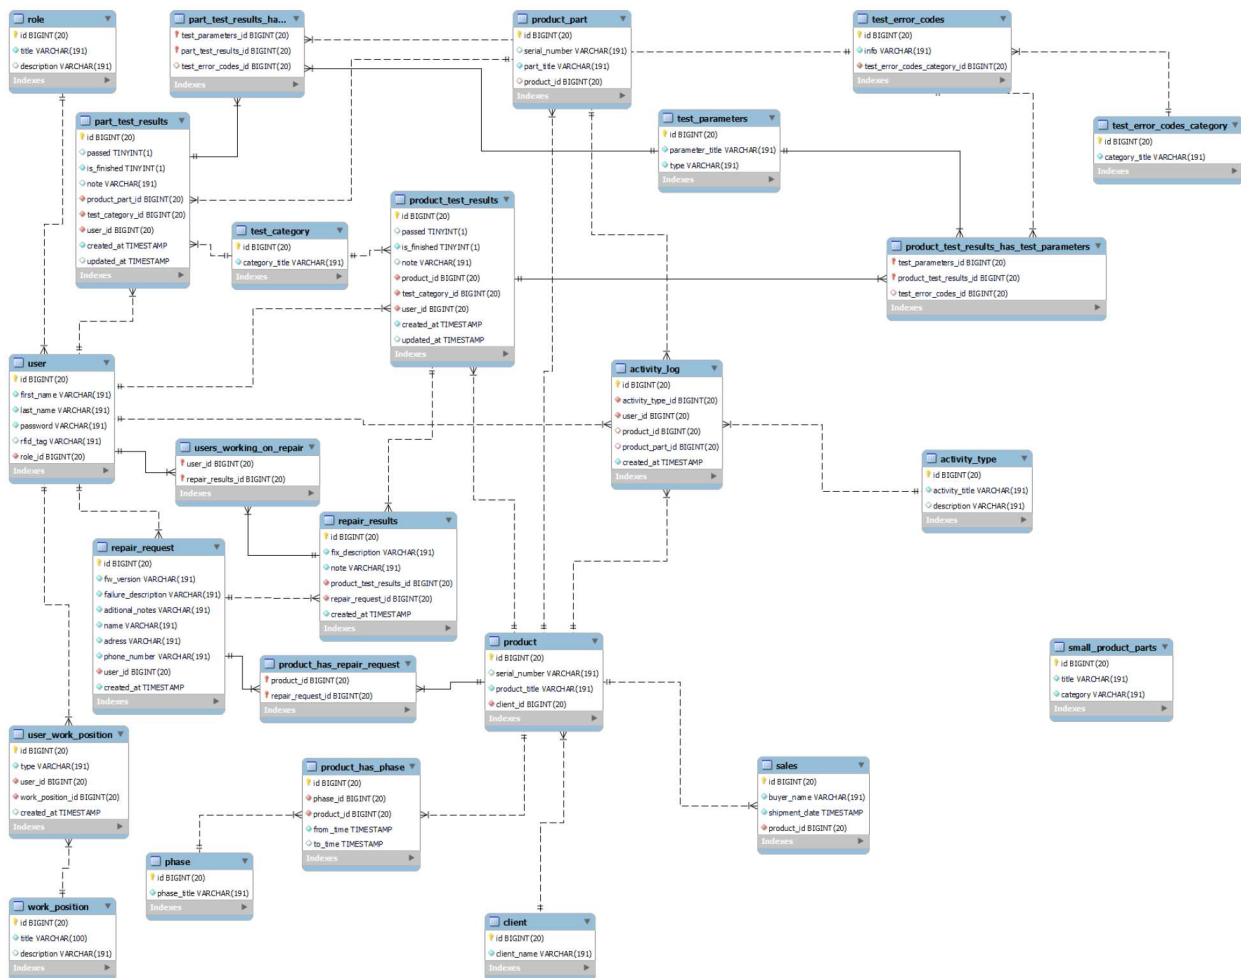 role
id BIGINT(20)
title VARCHAR(191)
description VARCHAR(191)
Indexes
part_test_results_ha...
test_parameters_id BIGINT(20)
part_test_results_id BIGINT(20)
test_error_codes_id BIGINT(20)
Indexes
product_part
id BIGINT(20)
serial_number VARCHAR(191)
part_title VARCHAR(191)
product_id BIGINT(20)
Indexes
test_error_codes
id BIGINT(20)
info VARCHAR(191)
test_error_codes_category_id BIGINT(20)
Indexes
part_test_results
id BIGINT(20)
passed TINYINT(1)
is_finished TINYINT(1)
note VARCHAR(191)
product_part_id BIGINT(20)
test_category_id BIGINT(20)
user_id BIGINT(20)
created_at TIMESTAMP
updated_at TIMESTAMP
Indexes
test_parameters
id BIGINT(20)
parameter_title VARCHAR(191)
type VARCHAR(191)
Indexes
test_error_codes_category
id BIGINT(20)
category_title VARCHAR(191)
Indexes
product_test_results
id BIGINT(20)
passed TINYINT(1)
is_finished TINYINT(1)
note VARCHAR(191)
product_id BIGINT(20)
test_category_id BIGINT(20)
user_id BIGINT(20)
created_at TIMESTAMP
updated_at TIMESTAMP
Indexes
test_category
id BIGINT(20)
category_title VARCHAR(191)
Indexes
product_test_results_has_test_parameters
test_parameters_id BIGINT(20)
product_test_results_id BIGINT(20)
test_error_codes_id BIGINT(20)
Indexes
user
id BIGINT(20)
first_name VARCHAR(191)
last_name VARCHAR(191)
password VARCHAR(191)
rfid_tag VARCHAR(191)
role_id BIGINT(20)
Indexes
activity_log
id BIGINT(20)
activity_type_id BIGINT(20)
user_id BIGINT(20)
product_id BIGINT(20)
product_part_id BIGINT(20)
created_at TIMESTAMP
Indexes
users_working_on_repair
user_id BIGINT(20)
repair_results_id BIGINT(20)
Indexes
activity_type
id BIGINT(20)
activity_title VARCHAR(191)
description VARCHAR(191)
Indexes
repair_results
id BIGINT(20)
fix_description VARCHAR(191)
note VARCHAR(191)
product_test_results_id BIGINT(20)
repair_request_id BIGINT(20)
created_at TIMESTAMP
Indexes
repair_request
id BIGINT(20)
fw_version VARCHAR(191)
failure_description VARCHAR(191)
aditional_notes VARCHAR(191)
name VARCHAR(191)
adress VARCHAR(191)
phone_number VARCHAR(191)
user_id BIGINT(20)
created_at TIMESTAMP
Indexes
product
id BIGINT(20)
serial_number VARCHAR(191)
product_title VARCHAR(191)
client_id BIGINT(20)
Indexes
small_product_parts
id BIGINT(20)
title VARCHAR(191)
category VARCHAR(191)
Indexes
product_has_repair_request
product_id BIGINT(20)
repair_request_id BIGINT(20)
Indexes
user_work_position
id BIGINT(20)
type VARCHAR(191)
user_id BIGINT(20)
work_position_id BIGINT(20)
created_at TIMESTAMP
Indexes
product_has_phase
id BIGINT(20)
phase_id BIGINT(20)
product_id BIGINT(20)
from_time TIMESTAMP
to_time TIMESTAMP
Indexes
sales
id BIGINT(20)
buyer_name VARCHAR(191)
shipment_date TIMESTAMP
product_id BIGINT(20)
Indexes
phase
id BIGINT(20)
phase_title VARCHAR(191)
Indexes
work_position
id BIGINT(20)
title VARCHAR(100)
description VARCHAR(191)
Indexes
client
id BIGINT(20)
client_name VARCHAR(191)
Indexes